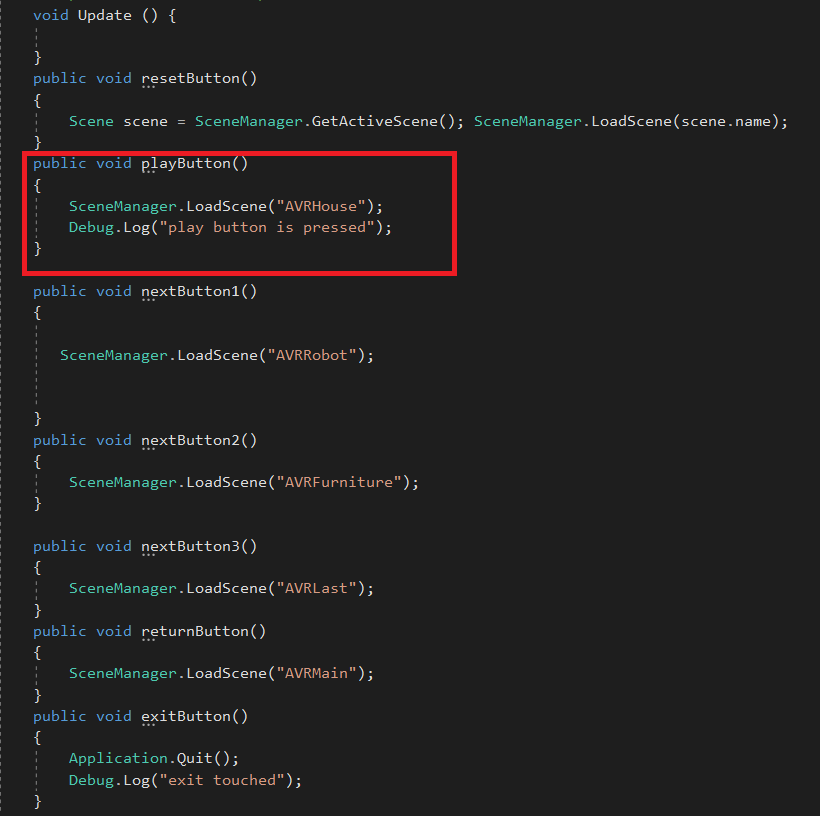 void Update () {
}
public void resetButton()
{
Scene scene = SceneManager.GetActiveScene(); SceneManager.LoadScene(scene.name);
}
public void playButton()
{
SceneManager.LoadScene("AVRHouse");
Debug.Log("play button is pressed");
}
public void nextButton1()
{
SceneManager.LoadScene("AVRRobot");
}
public void nextButton2()
{
SceneManager.LoadScene("AVRFurniture");
}
public void nextButton3()
{
SceneManager.LoadScene("AVRLast");
}
public void returnButton()
{
SceneManager.LoadScene("AVRMain");
}
public void exitButton()
{
Application.Quit();
Debug.Log("exit touched");
}